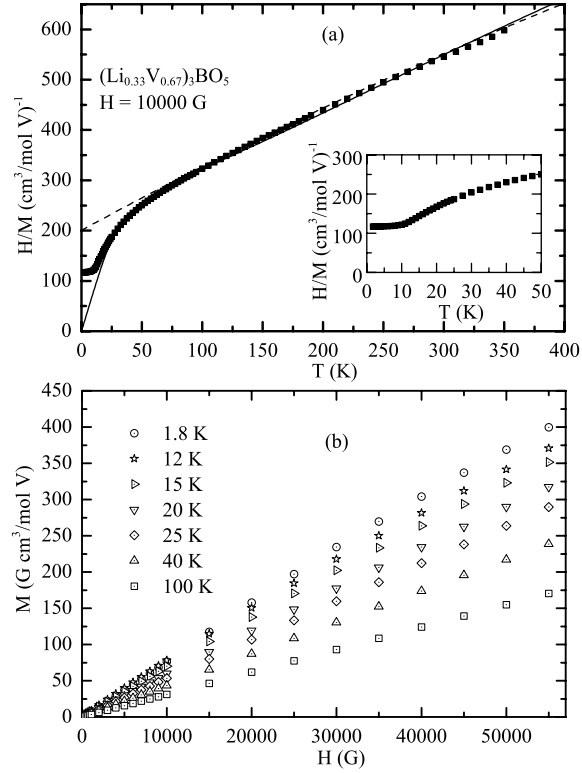 (a)
(Li0.33V0.67)3BO5
H = 10000 G
H/M (cm3/mol V)-1
600
500
400
300
200
100
0
H/M (cm3/mol V)-1
300
200
100
0
0 10 20 30 40 50
T (K)
0 50 100 150 200 250 300 350 400
T (K)
(b)
M (G cm3/mol V)
450
400
350
300
250
200
150
100
50
0
1.8 K
12 K
15 K
20 K
25 K
40 K
100 K
0 10000 20000 30000 40000 50000
H (G)